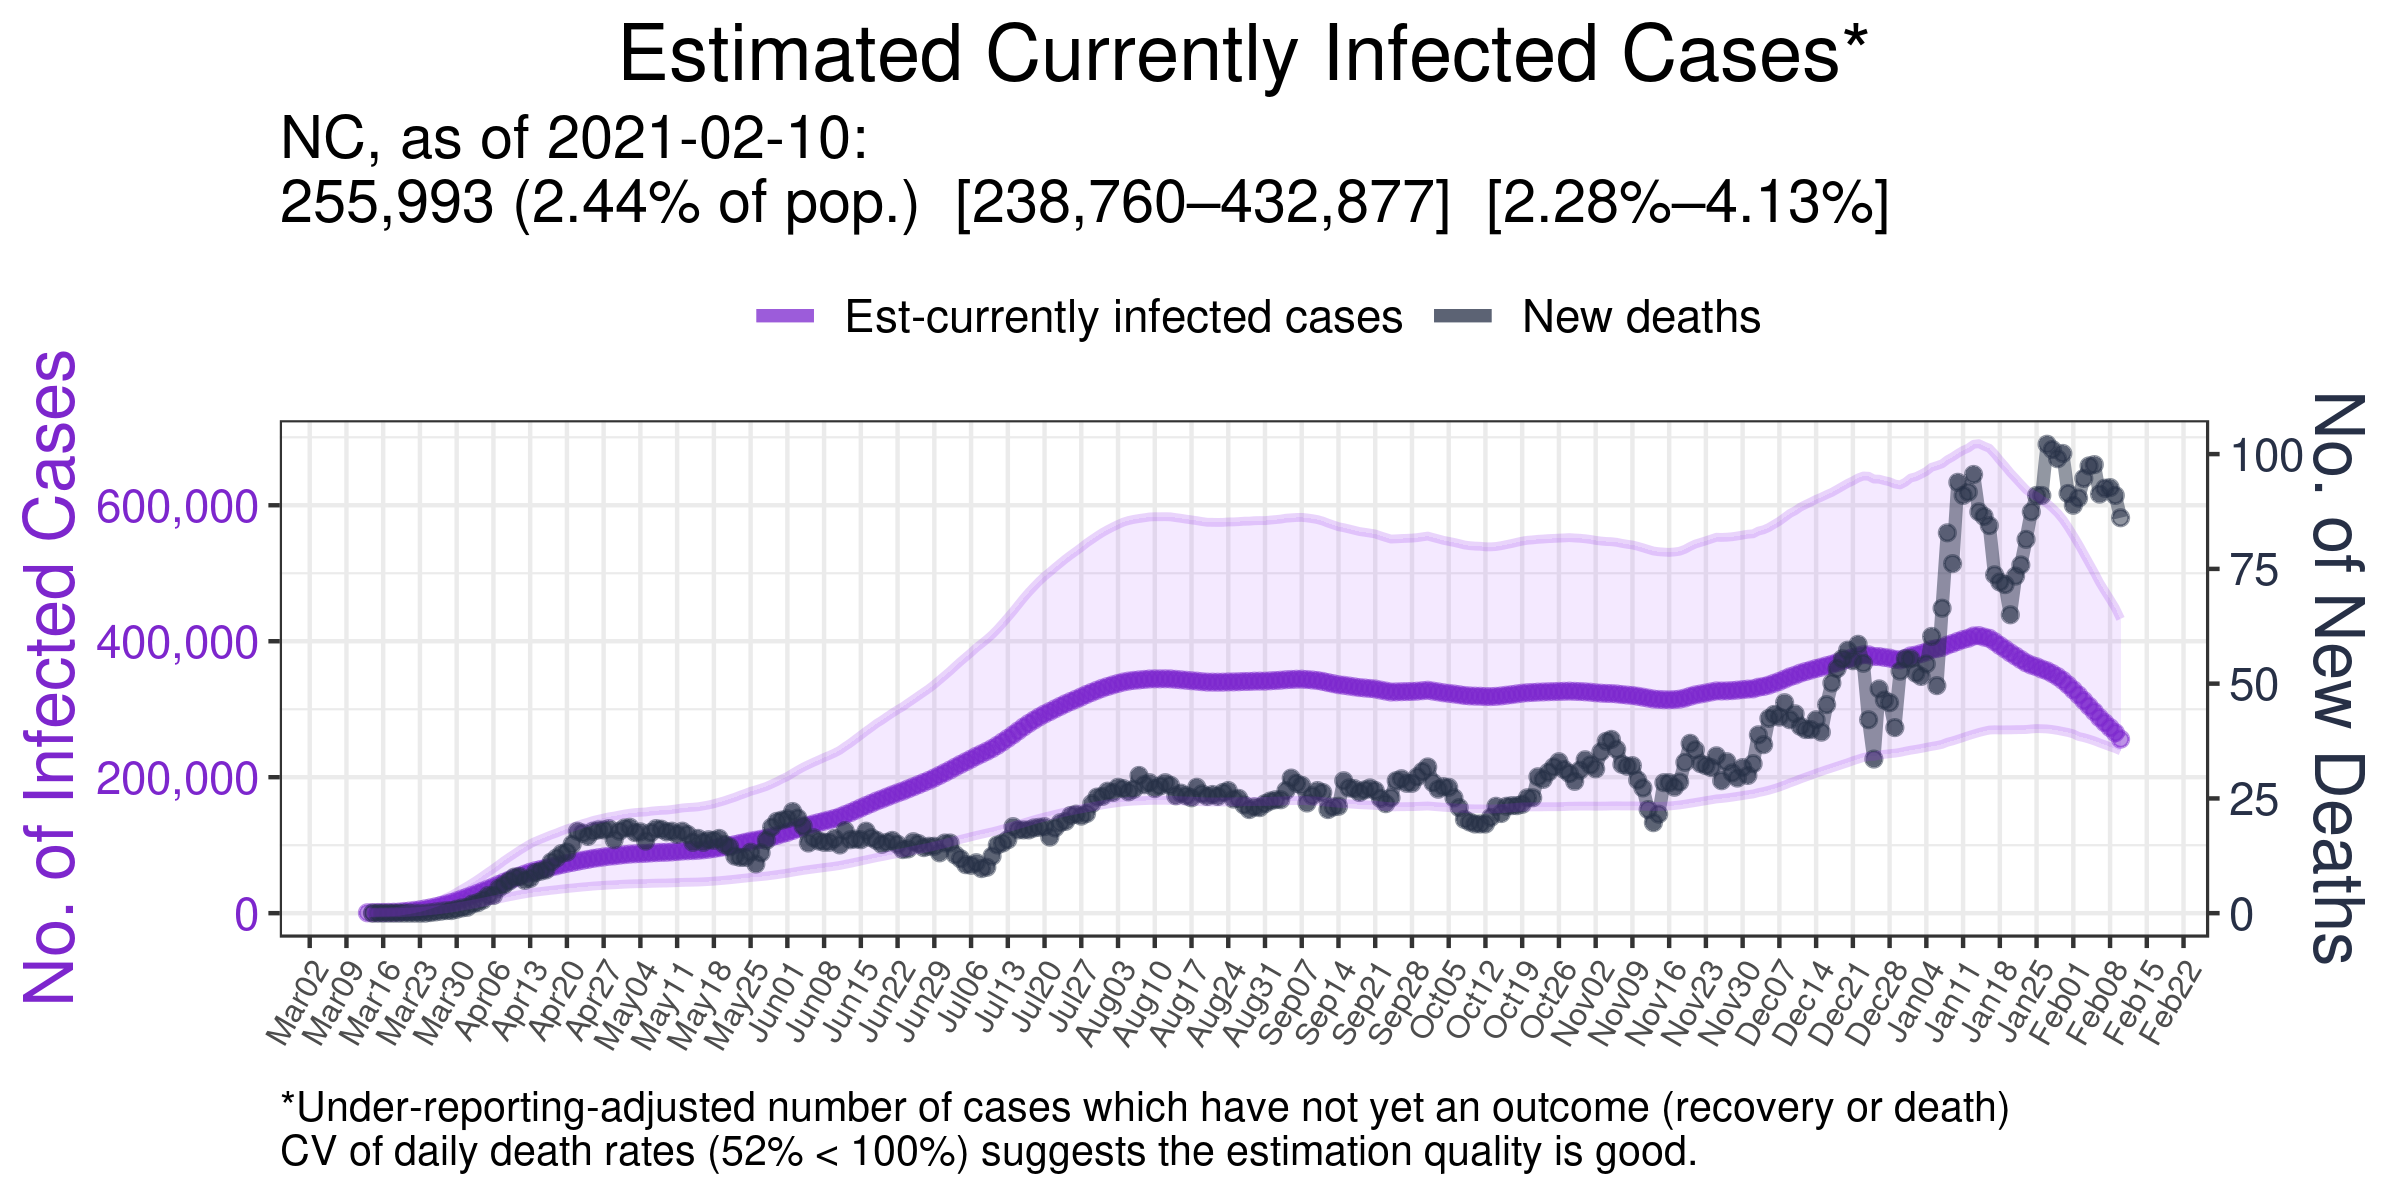 Estimated Currently Infected Cases*
NC, as of 2021-02-10:
255,993 (2.44% of pop.)  [238,760–432,877]  [2.28%–4.13%]
Est-currently infected cases
New deaths
No. of Infected Cases
600,000
400,000
200,000
0
100
75
50
25
0
No. of New Deaths
Mar02
Mar09
Mar16
Mar23
Mar30
Apr06
Apr13
Apr20
Apr27
May04
May11
May18
May25
Jun01
Jun08
Jun15
Jun22
Jun29
Jul06
Jul13
Jul20
Jul27
Aug03
Aug10
Aug17
Aug24
Aug31
Sep07
Sep14
Sep21
Sep28
Oct05
Oct12
Oct19
Oct26
Nov02
Nov09
Nov16
Nov23
Nov30
Dec07
Dec14
Dec21
Dec28
Jan04
Jan11
Jan18
Jan25
Feb01
Feb08
Feb15
Feb22
*Under-reporting-adjusted number of cases which have not yet an outcome (recovery or death)
CV of daily death rates (52% < 100%) suggests the estimation quality is good.